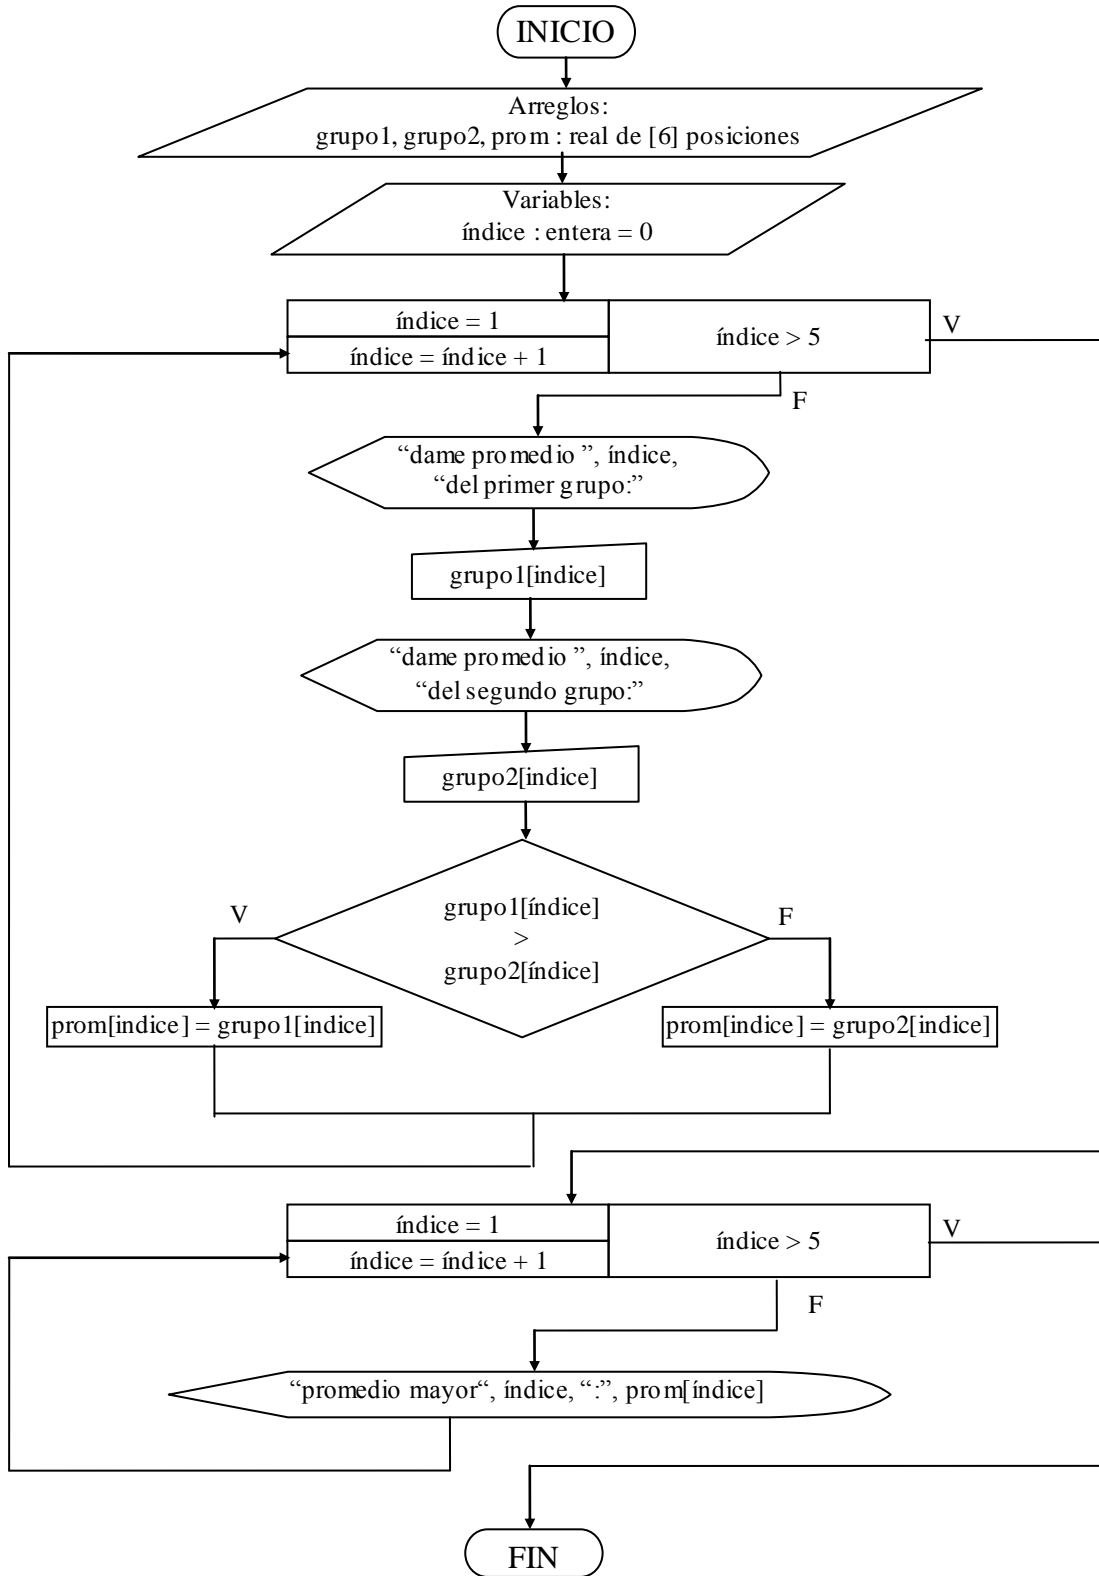 INICIO
Arreglos:
grupo1, grupo2, prom : real de [6] posiciones
Variables:
índice : entera = 0
índice = 1
índice = índice + 1
índice > 5
V
F
“dame promedio ”, índice,
“del primer grupo:”
grupo1[indice]
“dame promedio ”, índice,
“del segundo grupo:”
grupo2[indice]
grupo1[índice]
>
grupo2[índice]
V
F
prom[indice] = grupo1[indice]
prom[indice] = grupo2[indice]
índice = 1
índice = índice + 1
índice > 5
V
F
“promedio mayor“, índice, “:”, prom[índice]
FIN